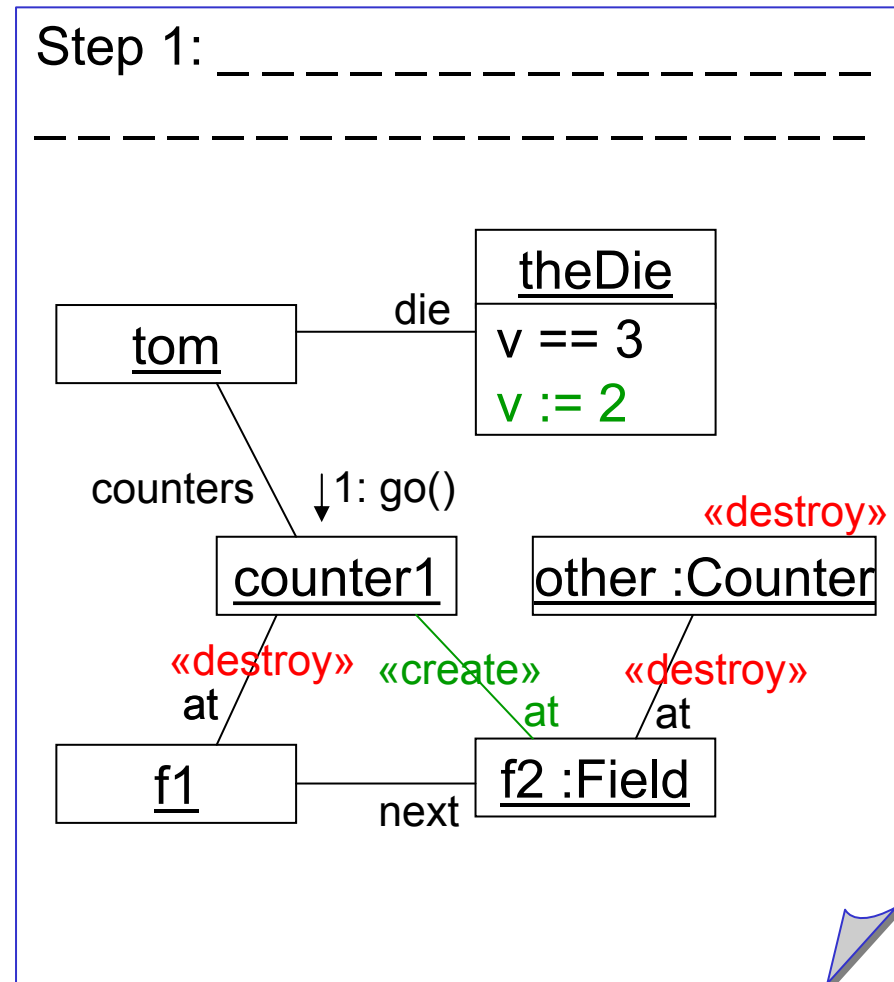 Step 1:
theDie
die
v == 3
tom
v := 2
counters
1: go()
«destroy»
counter1
other :Counter
«destroy»
«create»
«destroy»
at
at
at
f1
f2 :Field
next